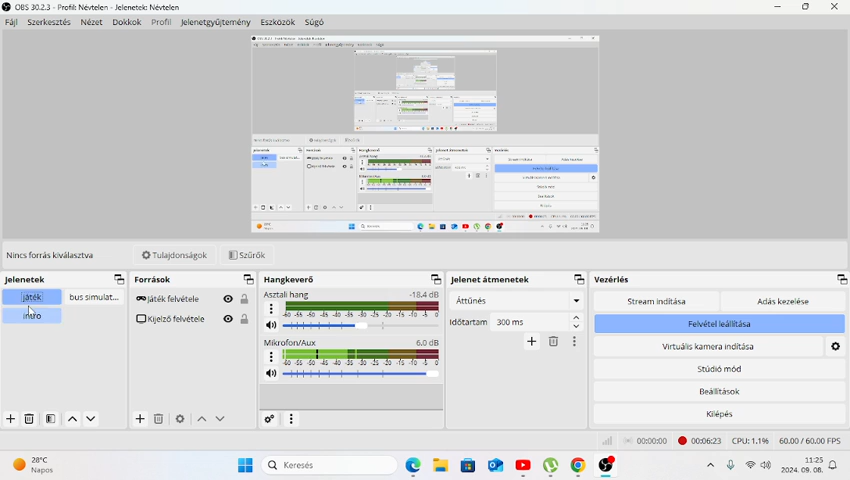 OBS 30.2.3 - Profil: Névtelen - Jelenetek: Névtelen
Fájl Szerkesztés Nézet Dokkok Profil Jelenetgyűjtemény Eszközök Súgó
Nincs forrás kiválasztva Tulajdonságok Szűrők
Jelenetek Források Hangkeverő Jelenet átmenetek Vezérlés
játék bus simulat...
intro
Játék felvétele
Kijelző felvétele
Asztali hang -18.4 dB
-60 -55 -50 -45 -40 -35 -30 -25 -20 -15 -10 -5 0
Mikrofon/Aux 6.0 dB
-60 -55 -50 -45 -40 -35 -30 -25 -20 -15 -10 -5 0
Áttűnés
Időtartam 300 ms
Stream indítása Adás kezelése
Felvétel leállítása
Virtuális kamera indítása
Stúdió mód
Beállítások
Kilépés
00:00:00 00:06:23 CPU: 1.1% 60.00 / 60.00 FPS
28°C
Napos
Keresés
11:25
2024. 09. 08.